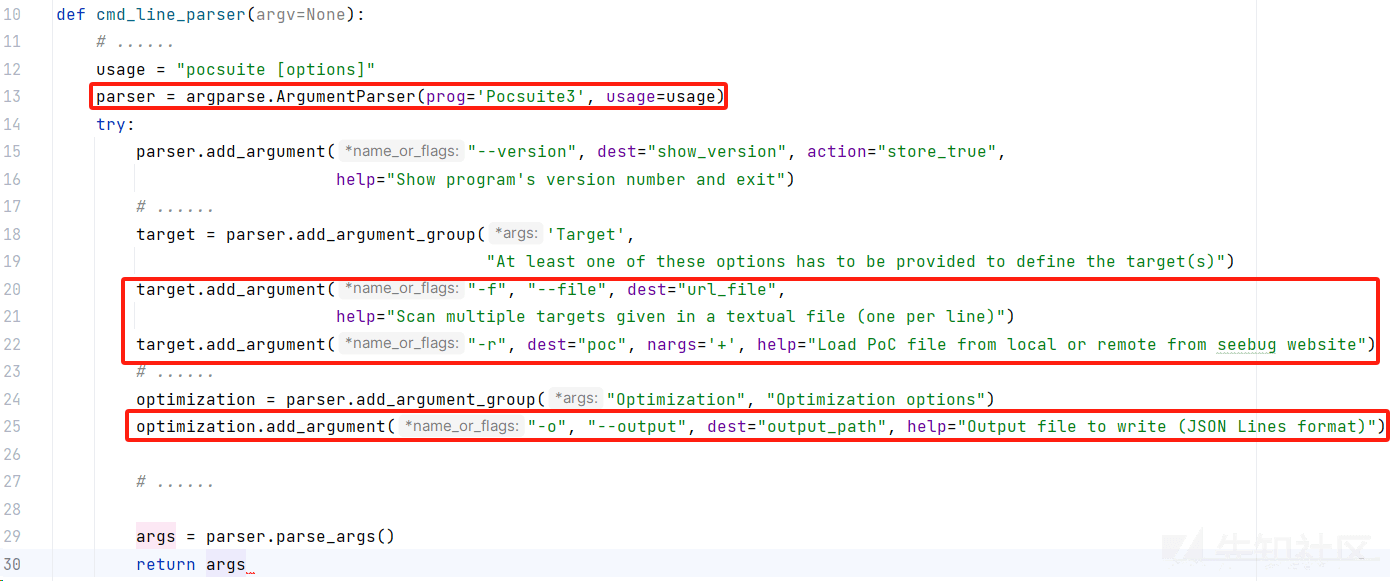 10 def cmd_line_parser(argv=None):
11     # ......
12     usage = "pocsuite [options]"
13     parser = argparse.ArgumentParser(prog='Pocsuite3', usage=usage)
14     try:
15         parser.add_argument( *name_or_flags: "--version", dest="show_version", action="store_true",
16                             help="Show program's version number and exit")
17         # ......
18         target = parser.add_argument_group( *args: 'Target',
19                                            "At least one of these options has to be provided to define the target(s)")
20         target.add_argument( *name_or_flags: "-f", "--file", dest="url_file",
21                             help="Scan multiple targets given in a textual file (one per line)")
22         target.add_argument( *name_or_flags: "-r", dest="poc", nargs='+', help="Load PoC file from local or remote from seebug website")
23         # ......
24         optimization = parser.add_argument_group( *args: "Optimization", "Optimization options")
25         optimization.add_argument( *name_or_flags: "-o", "--output", dest="output_path", help="Output file to write (JSON Lines format)")
26
27         # ......
28
29         args = parser.parse_args()
30         return args